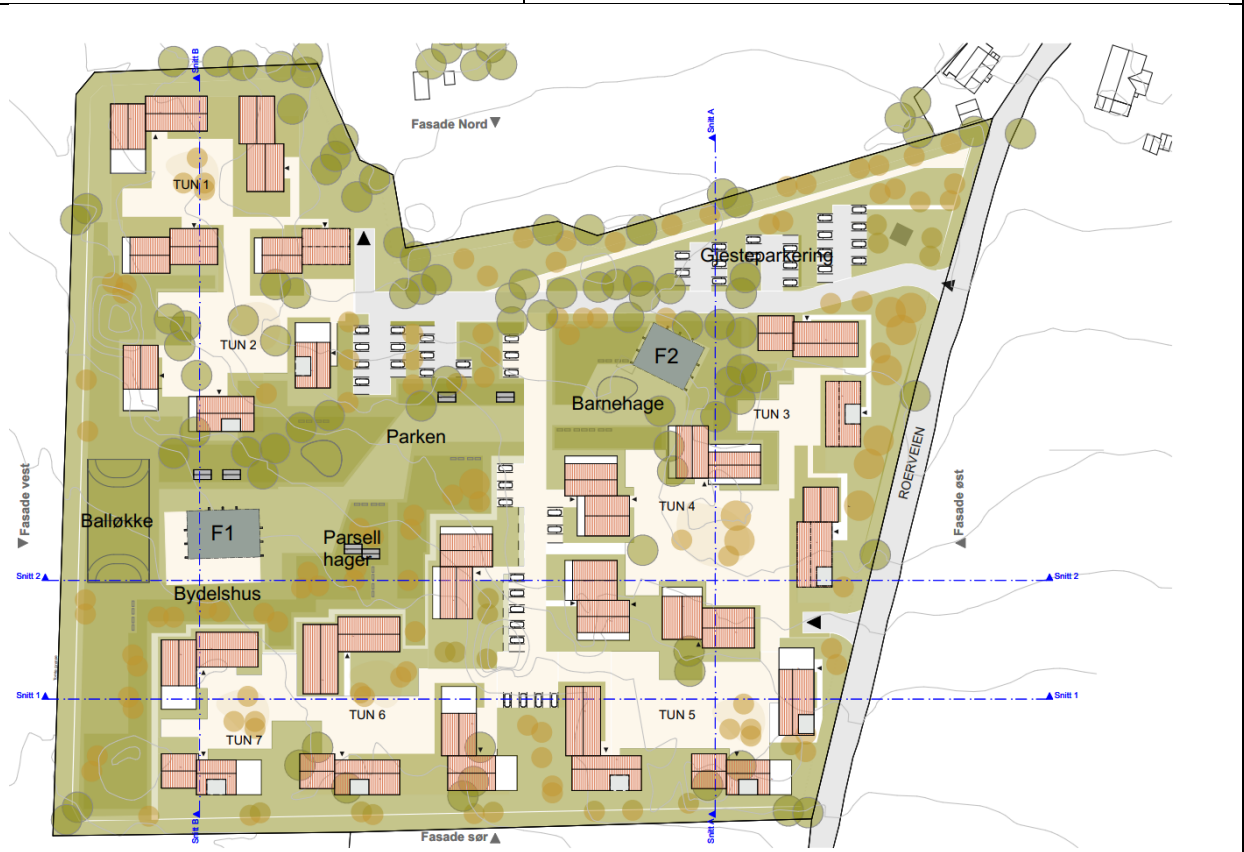 Snitt B
Snitt A
Fasade Nord
TUN 1
Gjesteparkering
TUN 2
F2
Barnehage
TUN 3
Parken
ROERVEIEN
Fasade vest
Fasade øst
TUN 4
Balløkke
F1
Parsell
hager
Snitt 2
Snitt 2
Bydelshus
Snitt 1
Snitt 1
TUN 6
TUN 5
TUN 7
Snitt B
Snitt A
Fasade sør